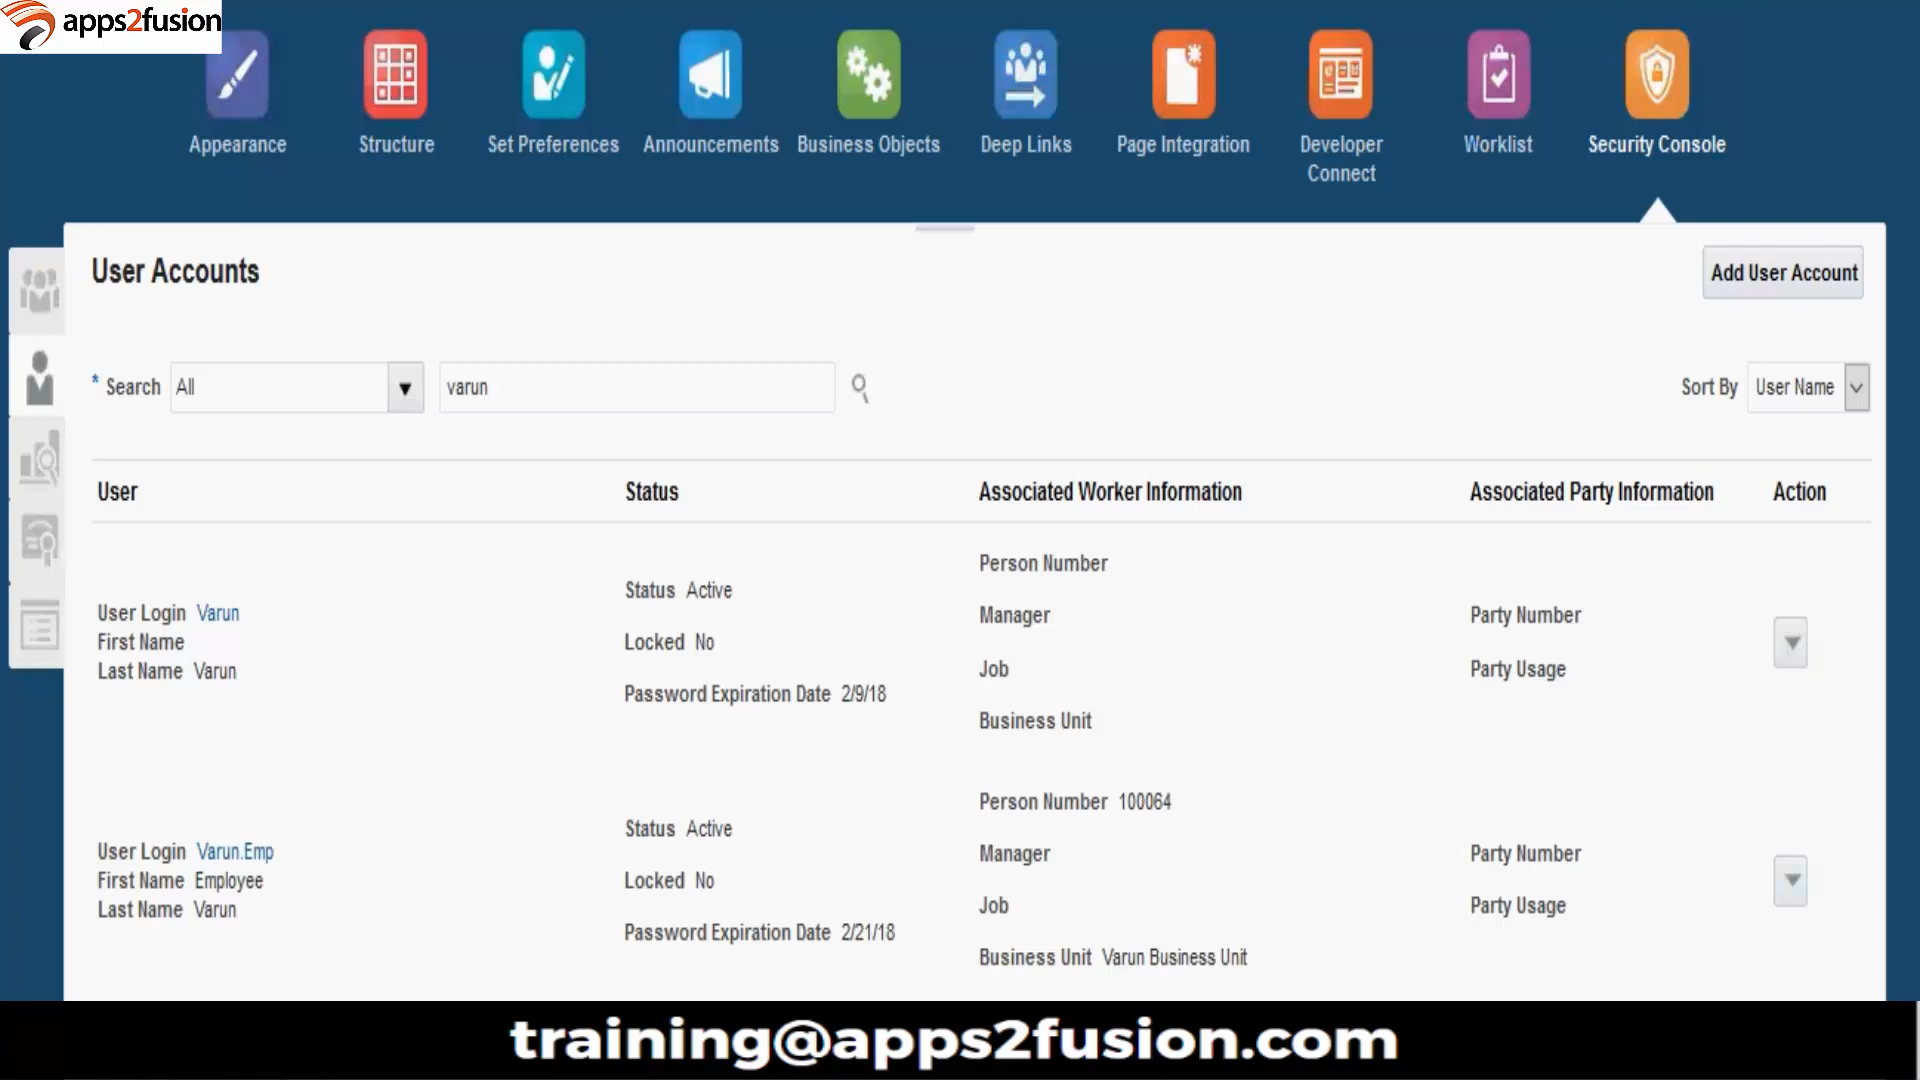 apps2fusion
Appearance
Structure
Set Preferences
Announcements
Business Objects
Deep Links
Page Integration
Developer
Connect
Worklist
Security Console
User Accounts
Add User Account
* Search All varun
Sort By User Name
User Status Associated Worker Information Associated Party Information Action
User Login Varun
First Name
Last Name Varun
Status Active
Locked No
Password Expiration Date 2/9/18
Person Number
Manager
Job
Business Unit
Party Number
Party Usage
User Login Varun.Emp
First Name Employee
Last Name Varun
Status Active
Locked No
Password Expiration Date 2/21/18
Person Number 100064
Manager
Job
Business Unit Varun Business Unit
Party Number
Party Usage
training@apps2fusion.com